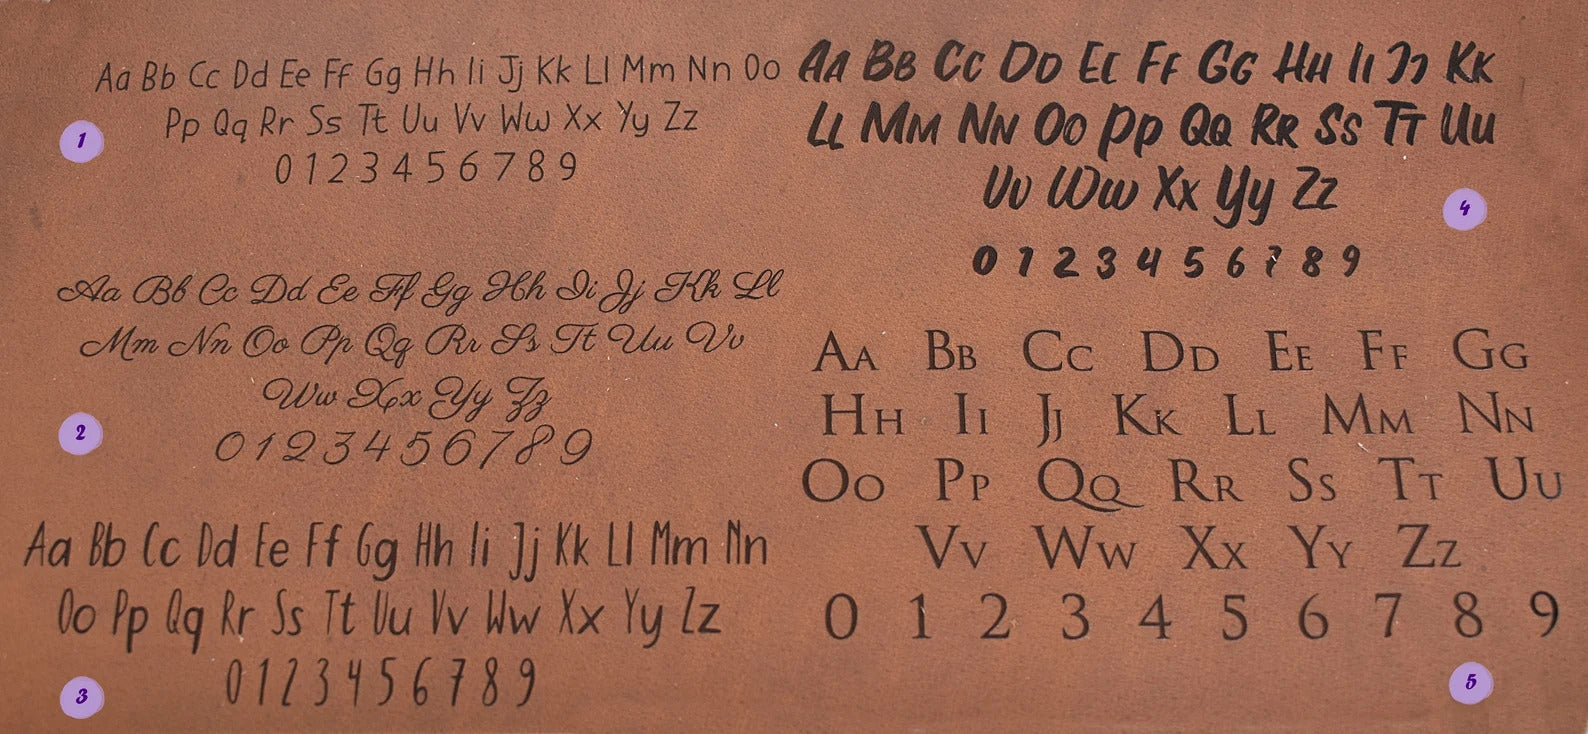 Aa Bb Cc Dd Ee Ff Gg Hh Ii Jj Kk Ll Mm Nn Oo
Pp Qq Rr Ss Tt Uu Vv Ww Xx Yy Zz
1
0 1 2 3 4 5 6 7 8 9
Aa Bb Cc Dd Ee Ff Gg Hh Ii Jj Kk Ll
Mm Nn Oo Pp Qq Rr Ss Tt Uu Vv
Ww Xx Yy Zz
2
0 1 2 3 4 5 6 7 8 9
Aa Bb Cc Dd Ee Ff Gg Hh Ii Jj Kk Ll Mm Nn
Oo Pp Qq Rr Ss Tt Uu Vv Ww Xx Yy Zz
0 1 2 3 4 5 6 7 8 9
3
Aa Bb Cc Dd Ee Ff Gg Hh Ii Jj Kk
Ll Mm Nn Oo Pp Qq Rr Ss Tt Uu
Vv Ww Xx Yy Zz
4
0 1 2 3 4 5 6 7 8 9
Aa Bb Cc Dd Ee Ff Gg
Hh Ii Jj Kk Ll Mm Nn
Oo Pp Qq Rr Ss Tt Uu
Vv Ww Xx Yy Zz
0 1 2 3 4 5 6 7 8 9
5